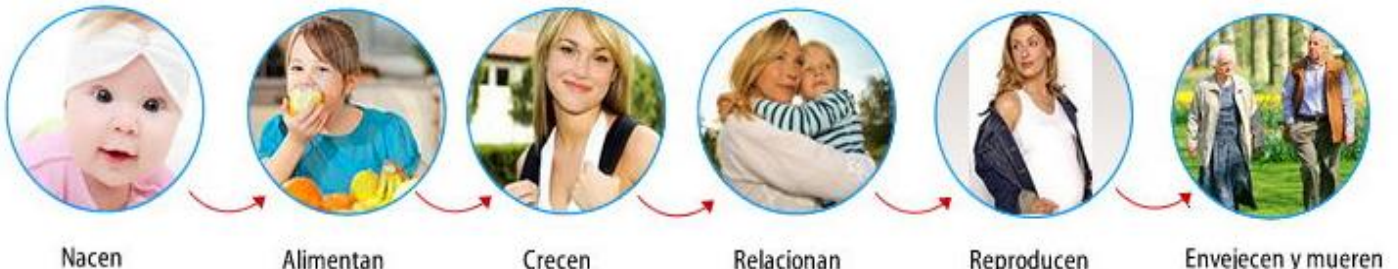 Nacen
Alimentan
Crecen
Relacionan
Reproducen
Envejecen y mueren